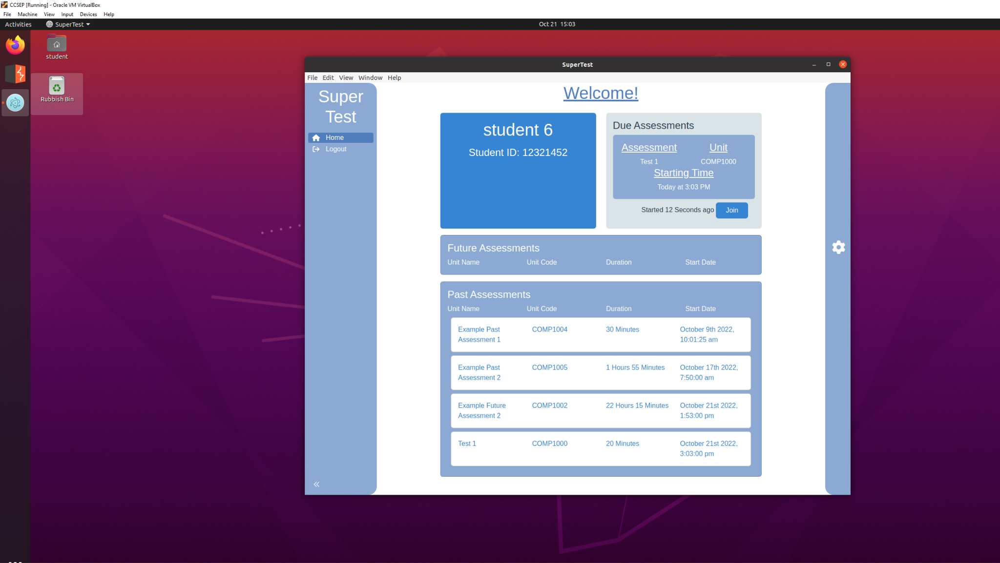 CCSEP [Running] - Oracle VM VirtualBox
File Machine View Input Devices Help
Activities SuperTest Oct 21 15:03
student
Rubbish Bin
SuperTest
File Edit View Window Help
Super
Test
Home
Logout
Welcome!
student 6
Student ID: 12321452
Due Assessments
Assessment Unit
Test 1 COMP1000
Starting Time
Today at 3:03 PM
Started 12 Seconds ago Join
Future Assessments
Unit Name Unit Code Duration Start Date
Past Assessments
Unit Name Unit Code Duration Start Date
Example Past COMP1004 30 Minutes October 9th 2022,
Assessment 1 10:01:25 am
Example Past COMP1005 1 Hours 55 Minutes October 17th 2022,
Assessment 2 7:50:00 am
Example Future COMP1002 22 Hours 15 Minutes October 21st 2022,
Assessment 2 1:53:00 pm
Test 1 COMP1000 20 Minutes October 21st 2022,
3:03:00 pm